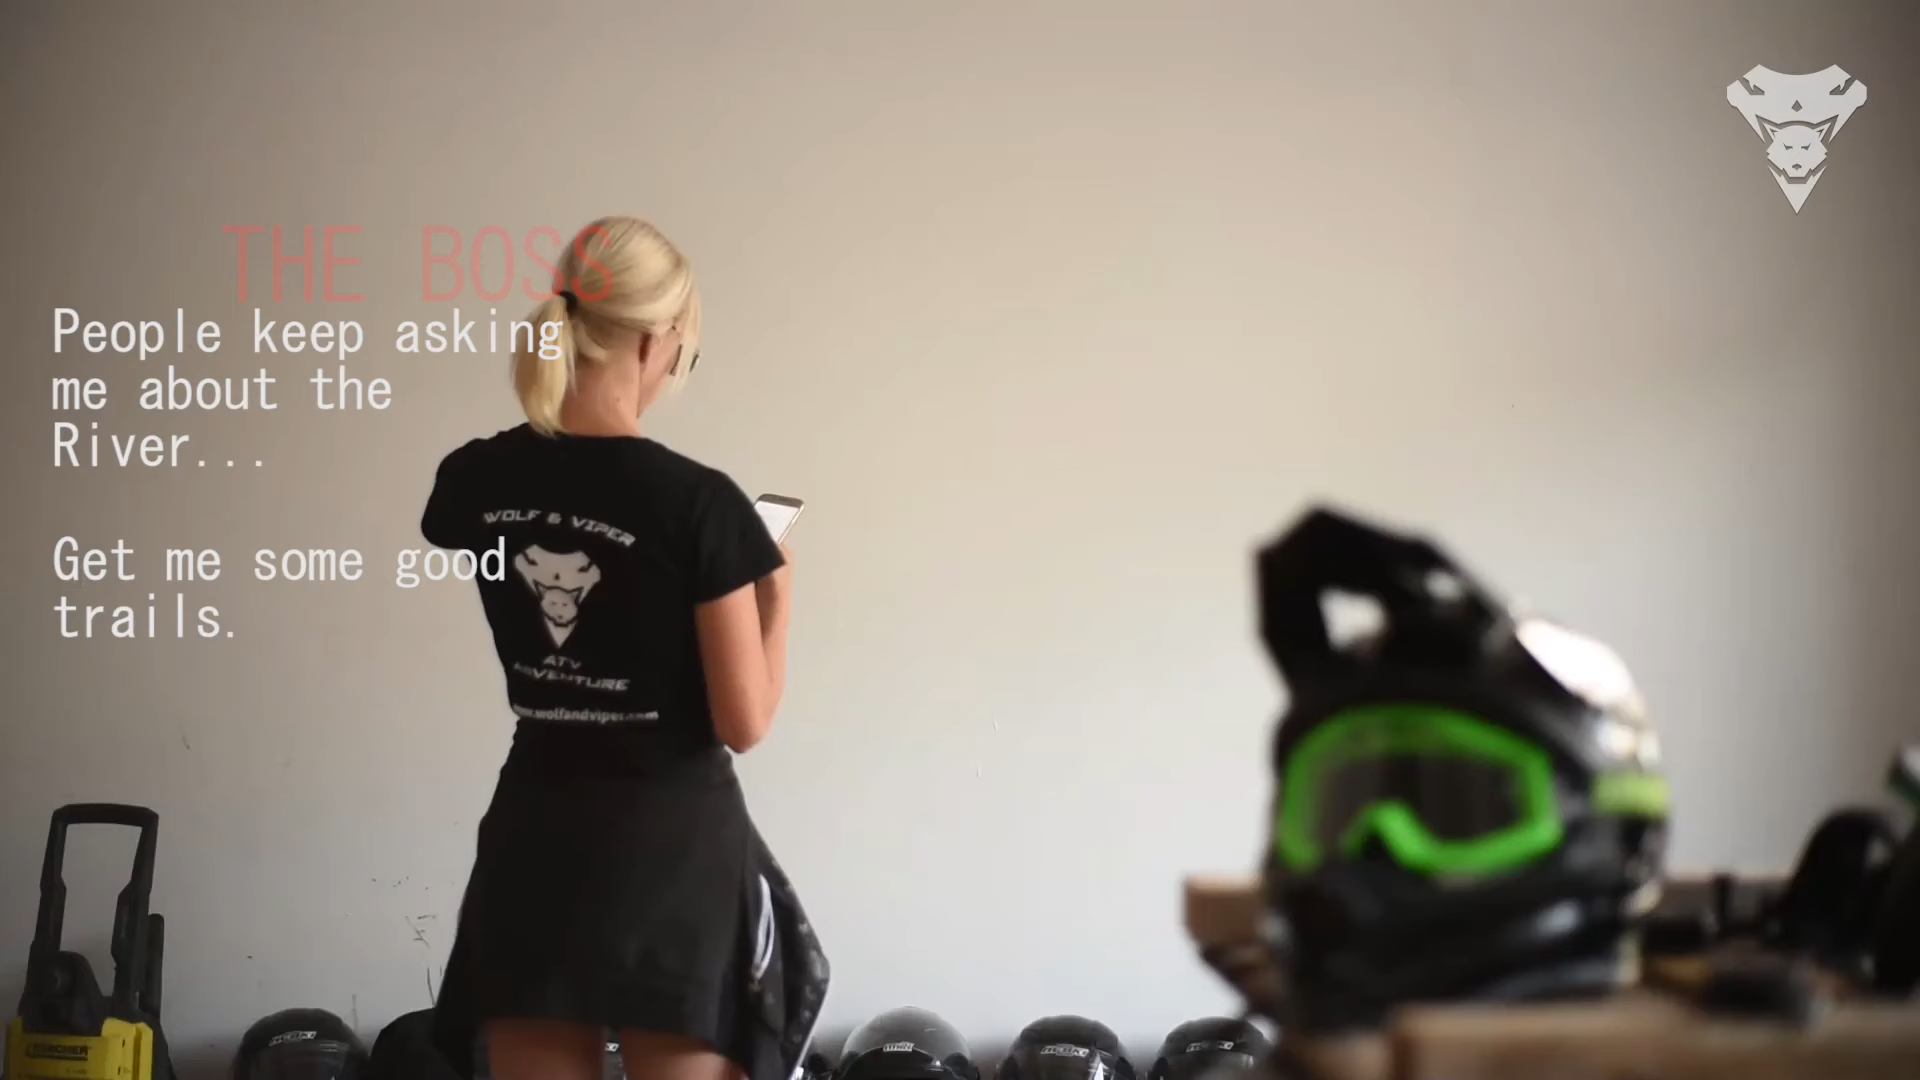 THE BOSS
People keep asking
me about the
River...
Get me some good
trails.
WOLF & VIPER
ATV
ADVENTURE
www.wolfandviper.com
KÄRCHER